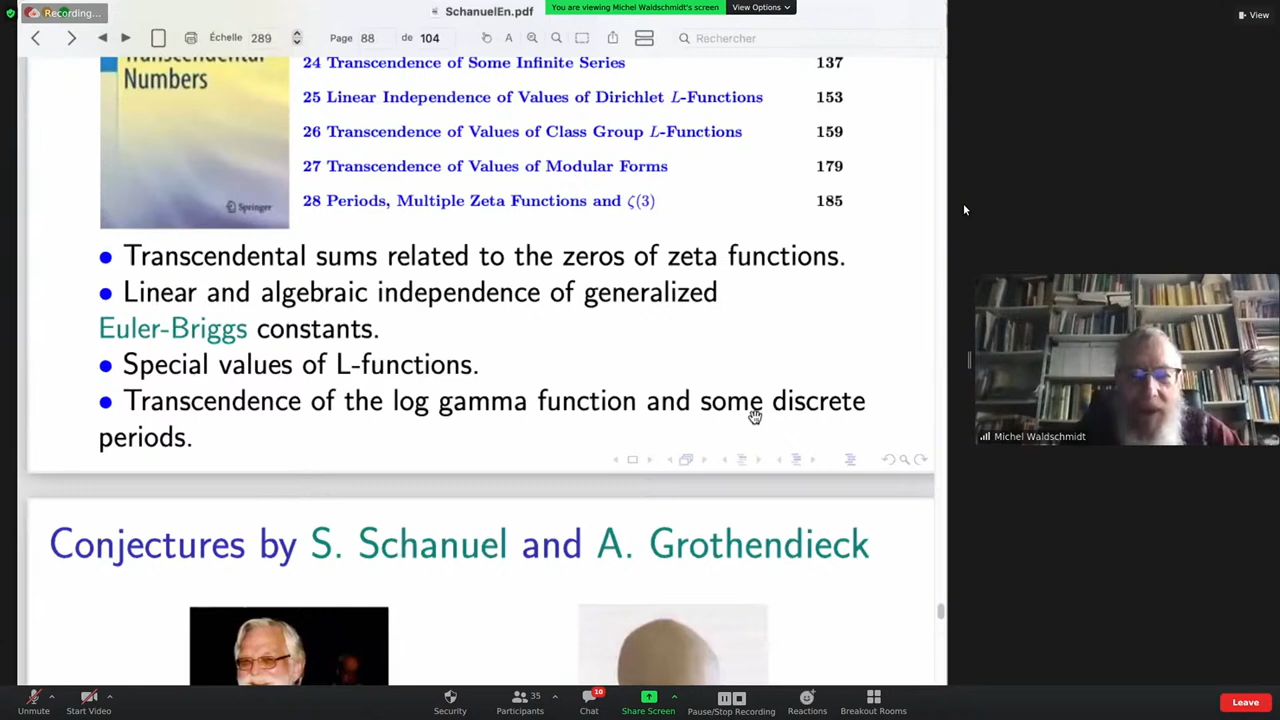 Recording...
SchanuelEn.pdf
You are viewing Michel Waldschmidt's screen
View Options
View
Échelle 289
Page 88 de 104
Rechercher
Transcendental
Numbers
Springer
24 Transcendence of Some Infinite Series 137
25 Linear Independence of Values of Dirichlet L-Functions 153
26 Transcendence of Values of Class Group L-Functions 159
27 Transcendence of Values of Modular Forms 179
28 Periods, Multiple Zeta Functions and ζ(3) 185
• Transcendental sums related to the zeros of zeta functions.
• Linear and algebraic independence of generalized
Euler-Briggs constants.
• Special values of L-functions.
• Transcendence of the log gamma function and some discrete
periods.
Conjectures by S. Schanuel and A. Grothendieck
Michel Waldschmidt
Unmute
Start Video
Security
Participants 35
Chat 10
Share Screen
Pause/Stop Recording
Reactions
Breakout Rooms
Leave